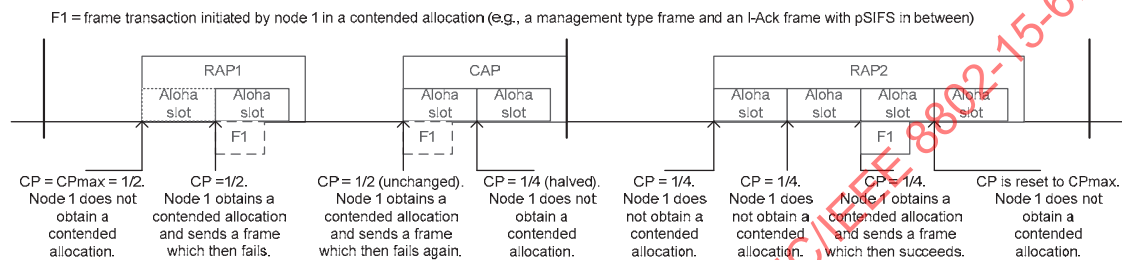 F1 = frame transaction initiated by node 1 in a contended allocation (e.g., a management type frame and an I-Ack frame with pSIFS in between)
RAP1
CAP
RAP2
Aloha slot
Aloha slot
Aloha slot
Aloha slot
Aloha slot
Aloha slot
Aloha slot
Aloha slot
F1
F1
F1
CP = CPmax = 1/2.
Node 1 does not
obtain a
contended
allocation.
CP =1/2.
Node 1 obtains a
contended allocation
and sends a frame
which then fails.
CP = 1/2 (unchanged).
Node 1 obtains a
contended allocation
and sends a frame
which then fails again.
CP = 1/4 (halved).
Node 1 does not
obtain a
contended
allocation.
CP = 1/4.
Node 1 does
not obtain a
contended
allocation.
CP = 1/4.
Node 1 does
not obtain a
contended
allocation.
CP = 1/4.
Node 1 obtains a
contended allocation
and sends a frame
which then succeeds.
CP is reset to CPmax.
Node 1 does not
obtain a
contended
allocation.
C/IEEE 8802-15-6